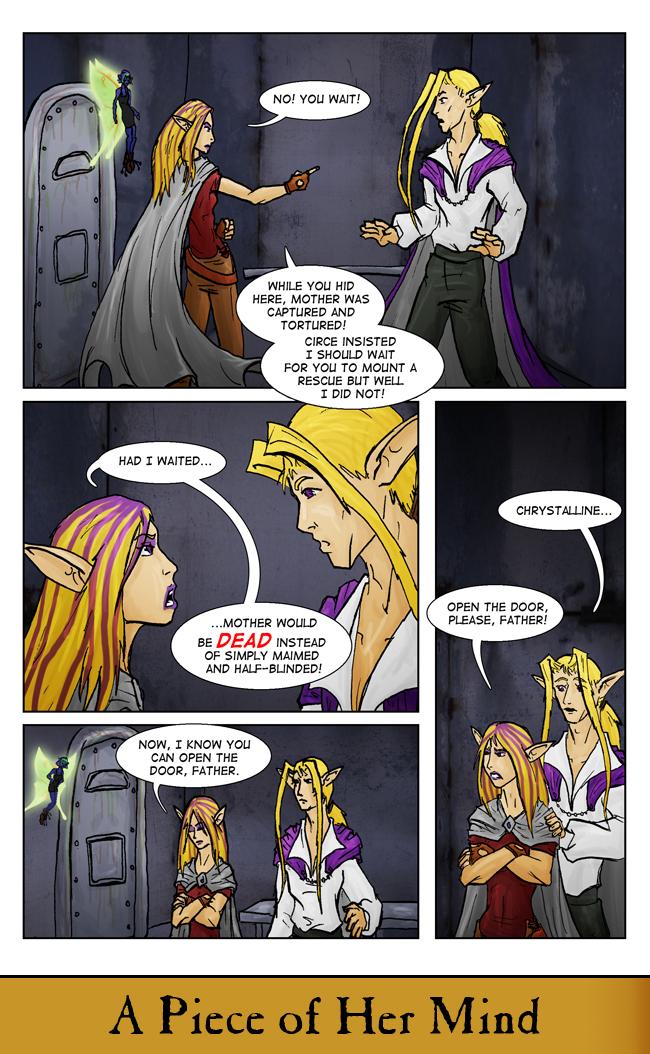 NO! YOU WAIT!
WHILE YOU HID
HERE, MOTHER WAS
CAPTURED AND
TORTURED!
CIRCE INSISTED
I SHOULD WAIT
FOR YOU TO MOUNT A
RESCUE BUT WELL
I DID NOT!
HAD I WAITED...
...MOTHER WOULD
BE DEAD INSTEAD
OF SIMPLY MAIMED
AND HALF-BLINDED!
CHRYSTALLINE...
OPEN THE DOOR,
PLEASE, FATHER!
NOW, I KNOW YOU
CAN OPEN THE
DOOR, FATHER.
A Piece of Her Mind